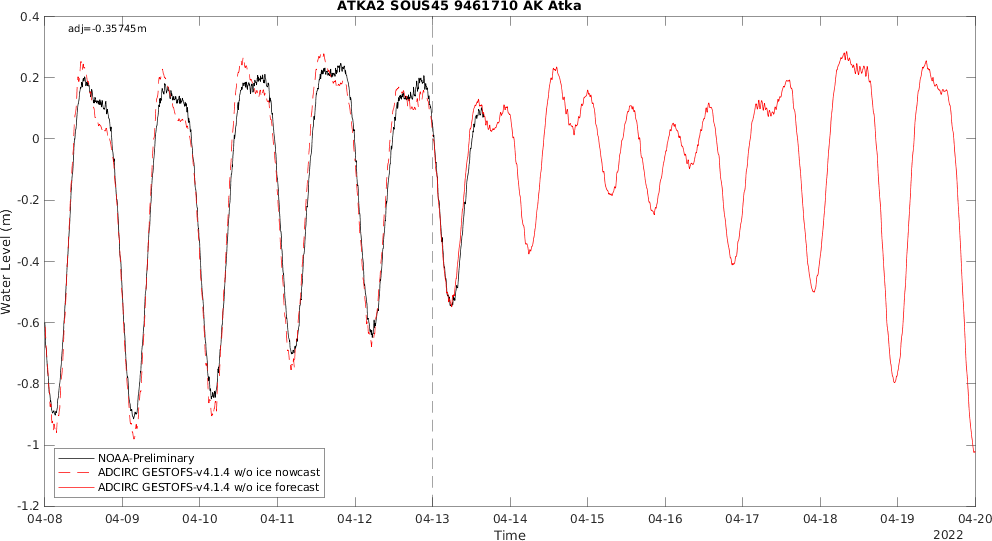 ATKA2 SOUS45 9461710 AK Atka
adj=-0.35745m
0.4
0.2
0
-0.2
-0.4
-0.6
-0.8
-1
-1.2
Water Level (m)
NOAA-Preliminary
ADCIRC GESTOFS-v4.1.4 w/o ice nowcast
ADCIRC GESTOFS-v4.1.4 w/o ice forecast
04-08 04-09 04-10 04-11 04-12 04-13 04-14 04-15 04-16 04-17 04-18 04-19 04-20
Time
2022